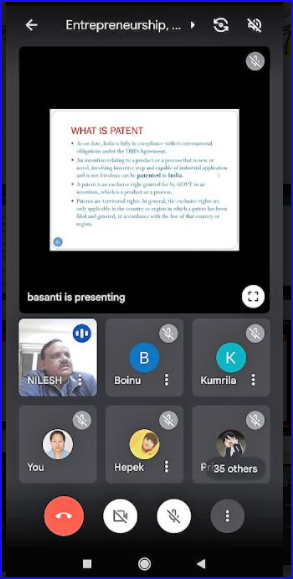 Entrepreneurship, ...
WHAT IS PATENT
• As on date, India is fully in compliance with its international
obligations under the TRIPs Agreement.
• An invention relating to a product or a process that is new or
novel, involving inventive step and capable of industrial application
and is not frivolous can be patented in India.
• A patent is an exclusive right granted by GOVT to an
invention, which is a product or a process.
• Patents are territorial rights. In general, the exclusive rights are
only applicable in the country or region in which a patent has been
filed and granted, in accordance with the law of that country or
region.
basanti is presenting
NILESH
B
Boinu
K
Kumrila
You
Hepek
35 others